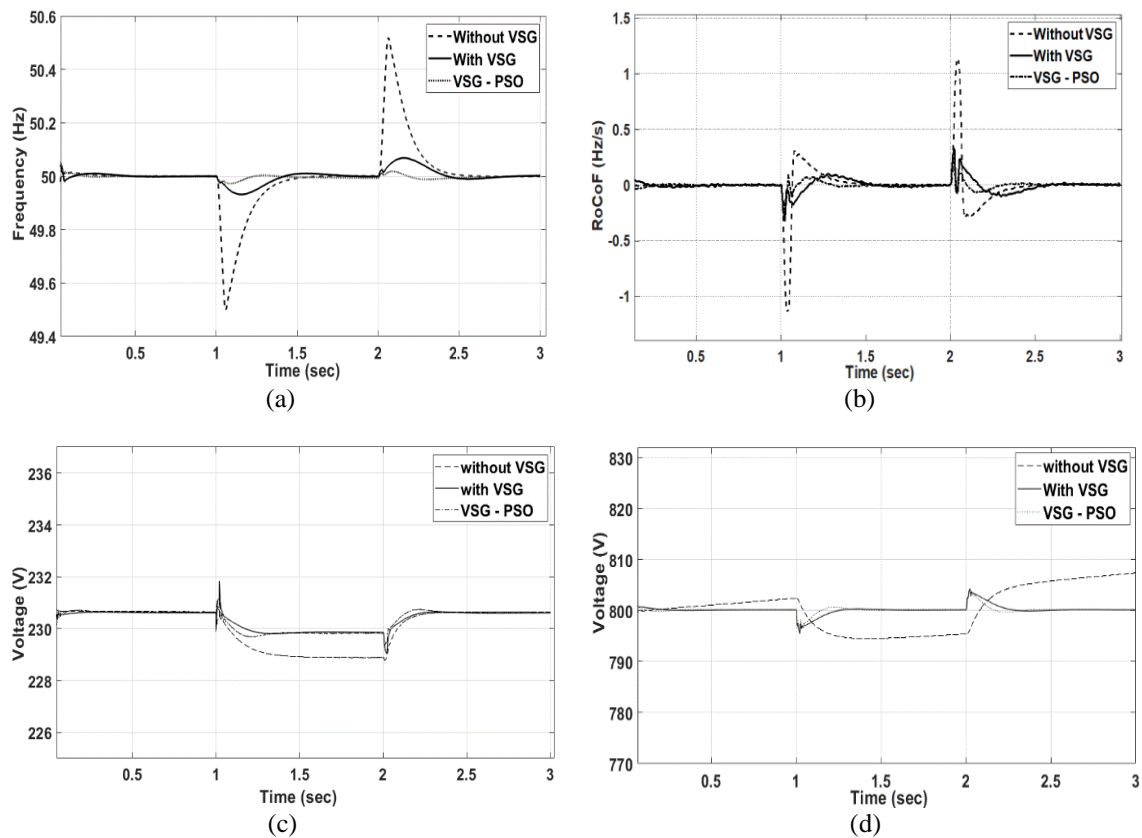 50.6
50.4
50.2
50
49.8
49.6
49.4
Frequency (Hz)
Without VSG
With VSG
VSG - PSO
0.5
1
1.5
2
2.5
3
Time (sec)
(a)
1.5
1
0.5
0
-0.5
-1
RoCoF (Hz/s)
Without VSG
With VSG
VSG - PSO
0.5
1
1.5
2
2.5
3
Time (sec)
(b)
236
234
232
230
228
226
Voltage (V)
without VSG
with VSG
VSG - PSO
0.5
1
1.5
2
2.5
3
Time (sec)
(c)
830
820
810
800
790
780
770
Voltage (V)
without VSG
With VSG
VSG - PSO
0.5
1
1.5
2
2.5
3
Time (sec)
(d)